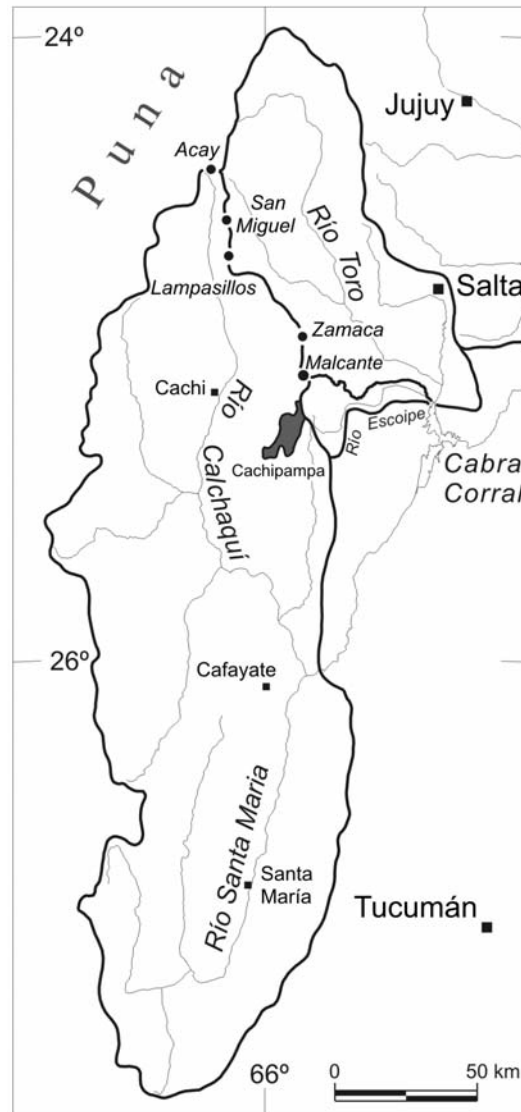 24º
Puna
Jujuy
Acay
San
Miguel
Río Toro
Salta
Lampasillos
Zamaca
Malcante
Cachi
Río
Calchaquí
Río Escoipe
Cachipampa
Cabra
Corral
26º
Cafayate
Río Santa Maria
Santa
María
Tucumán
66º
0
50 km